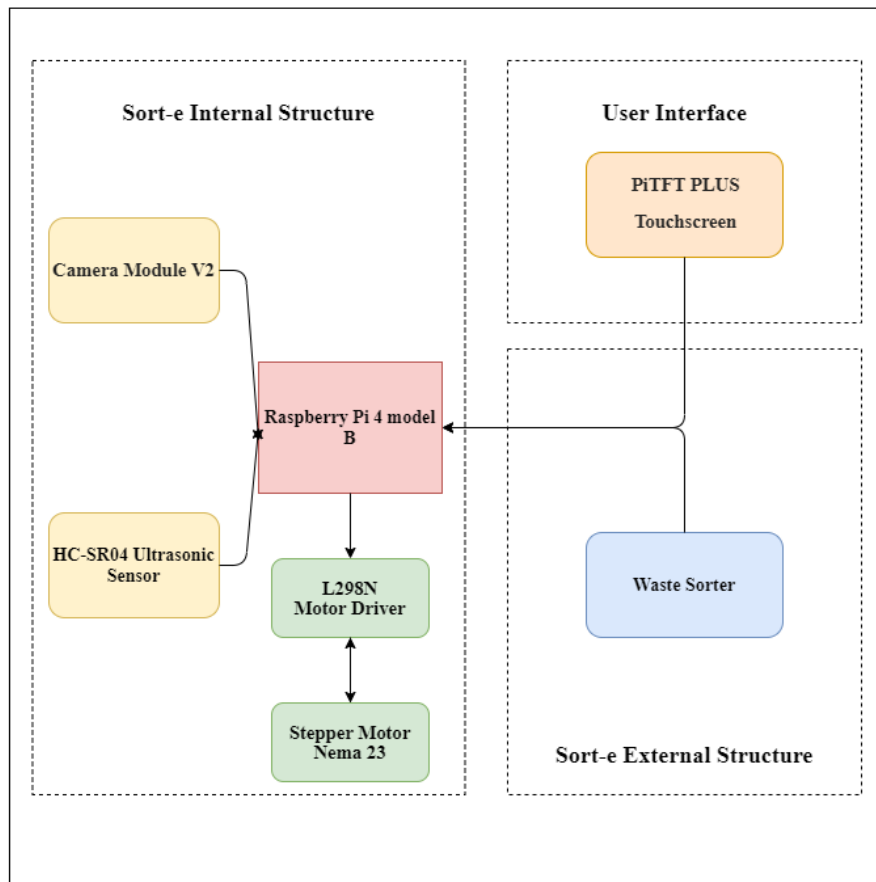 Sort-e Internal Structure
User Interface
PiTFT PLUS
Touchscreen
Camera Module V2
Raspberry Pi 4 model
B
HC-SR04 Ultrasonic
Sensor
L298N
Motor Driver
Waste Sorter
Stepper Motor
Nema 23
Sort-e External Structure